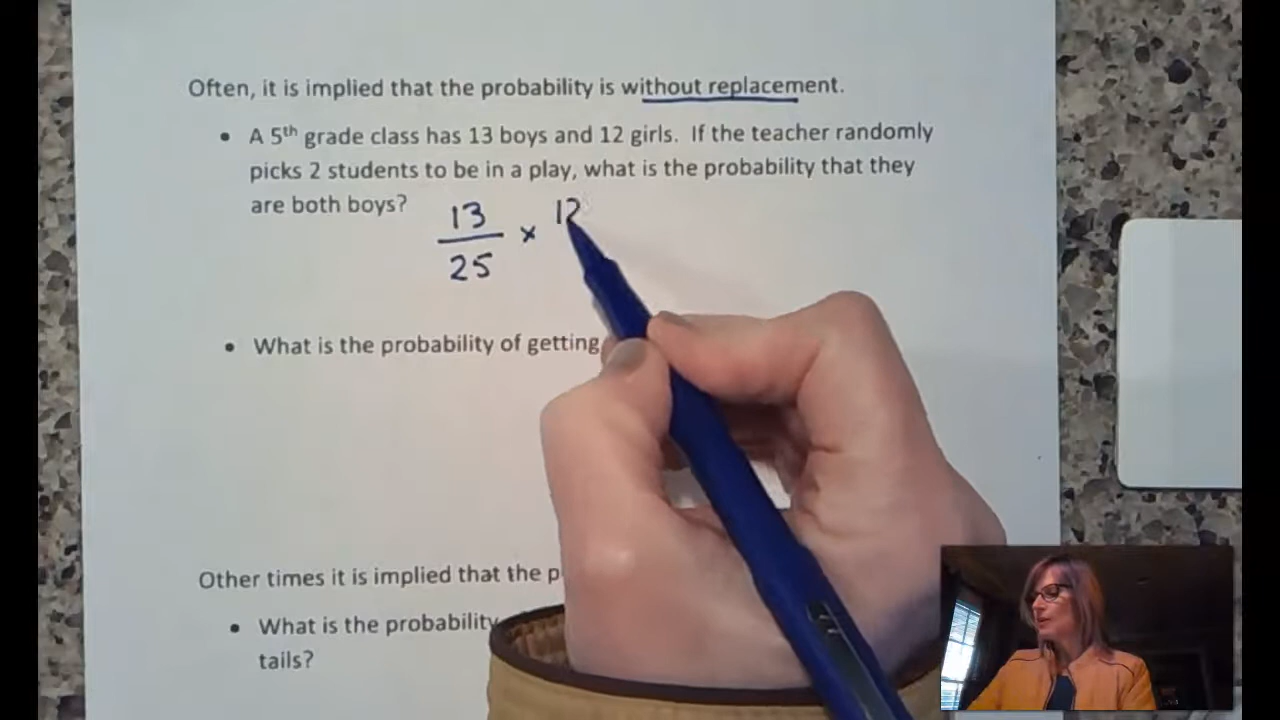 Often, it is implied that the probability is without replacement.
• A 5th grade class has 13 boys and 12 girls. If the teacher randomly
picks 2 students to be in a play, what is the probability that they
are both boys?
13 × 12
25
• What is the probability of getting
Other times it is implied that the p
• What is the probability
tails?